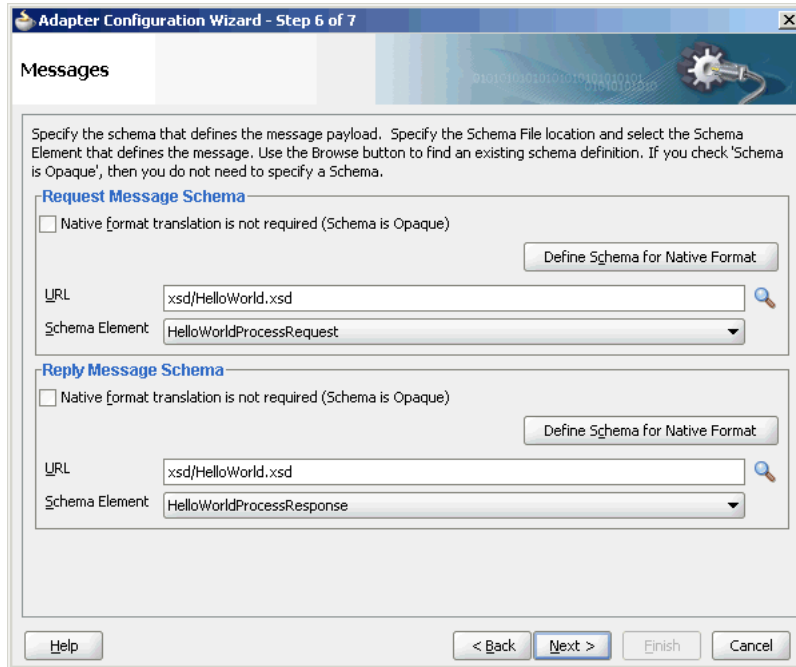 Adapter Configuration Wizard - Step 6 of 7
Messages
0101010101010101010101010101
0101010101010
Specify the schema that defines the message payload. Specify the Schema File location and select the Schema
Element that defines the message. Use the Browse button to find an existing schema definition. If you check 'Schema
is Opaque', then you do not need to specify a Schema.
Request Message Schema
Native format translation is not required (Schema is Opaque)
Define Schema for Native Format
URL xsd/HelloWorld.xsd
Schema Element HelloWorldProcessRequest
Reply Message Schema
Native format translation is not required (Schema is Opaque)
Define Schema for Native Format
URL xsd/HelloWorld.xsd
Schema Element HelloWorldProcessResponse
Help < Back Next > Finish Cancel